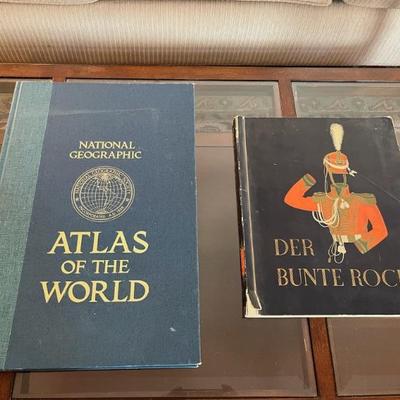 NATIONAL
GEOGRAPHIC
ATLAS
OF THE
WORLD
DER
BUNTE ROCK